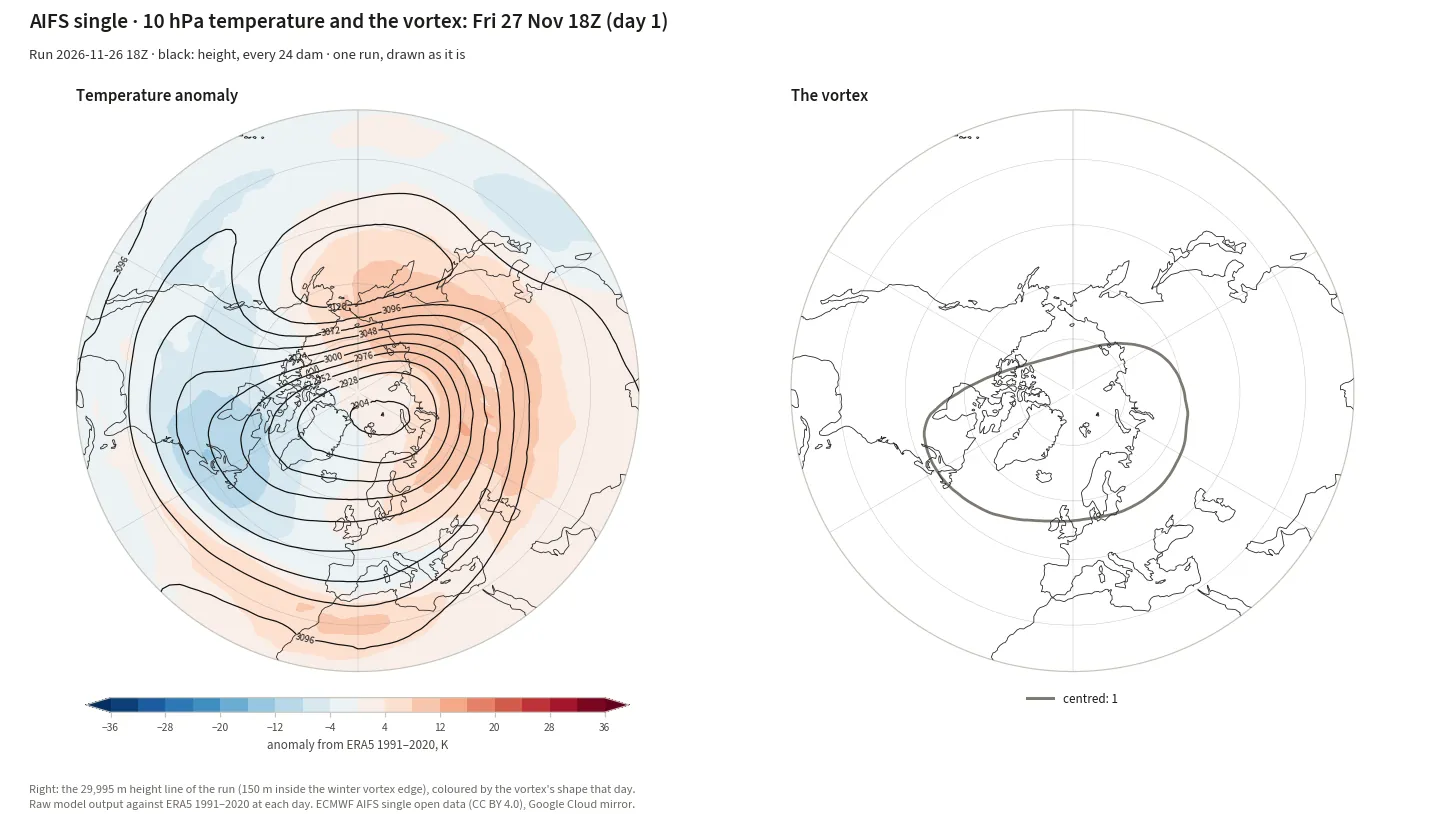 AIFS single · 10 hPa temperature and the vortex: Fri 27 Nov 18Z (day 1)
Run 2026-11-26 18Z · black: height, every 24 dam · one run, drawn as it is
Temperature anomaly
The vortex
3096
3120
3096
3072
3048
3024
3000
2976
2952
2928
2904
3096
−36 −28 −20 −12 −4 4 12 20 28 36
anomaly from ERA5 1991–2020, K
centred: 1
Right: the 29,995 m height line of the run (150 m inside the winter vortex edge), coloured by the vortex's shape that day.
Raw model output against ERA5 1991–2020 at each day. ECMWF AIFS single open data (CC BY 4.0), Google Cloud mirror.